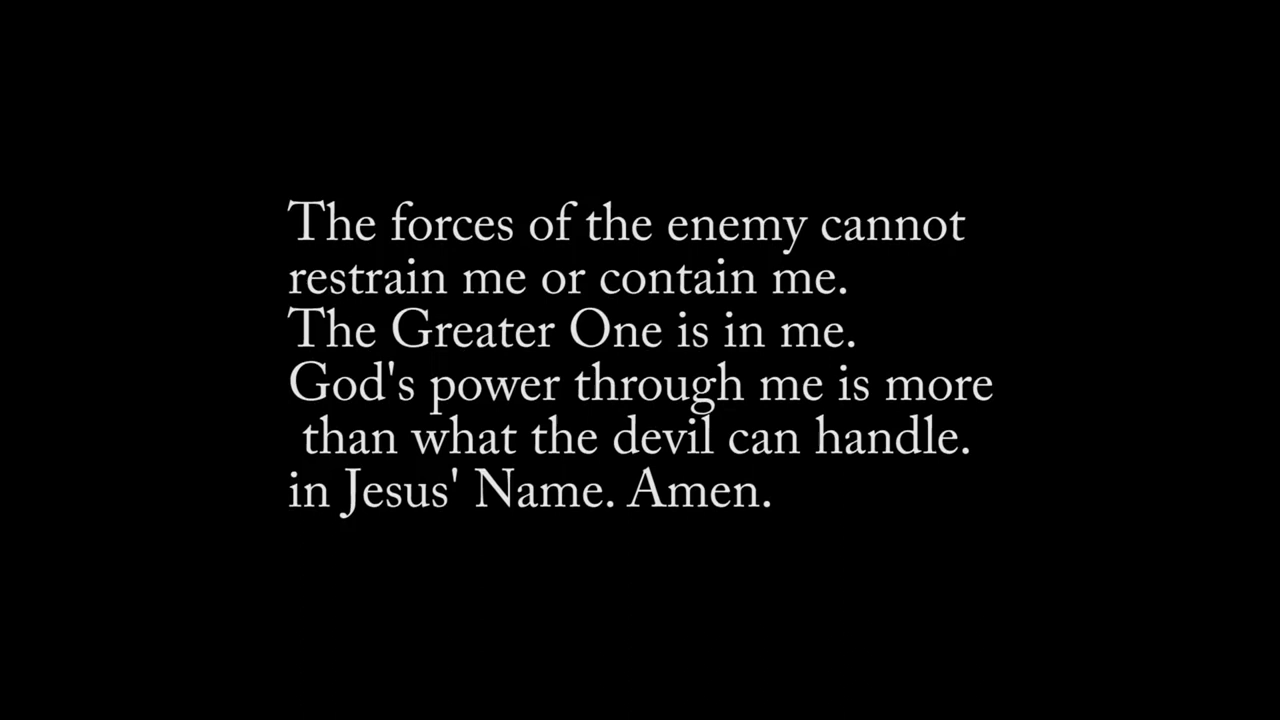 The forces of the enemy cannot
restrain me or contain me.
The Greater One is in me.
God's power through me is more
than what the devil can handle.
in Jesus' Name. Amen.